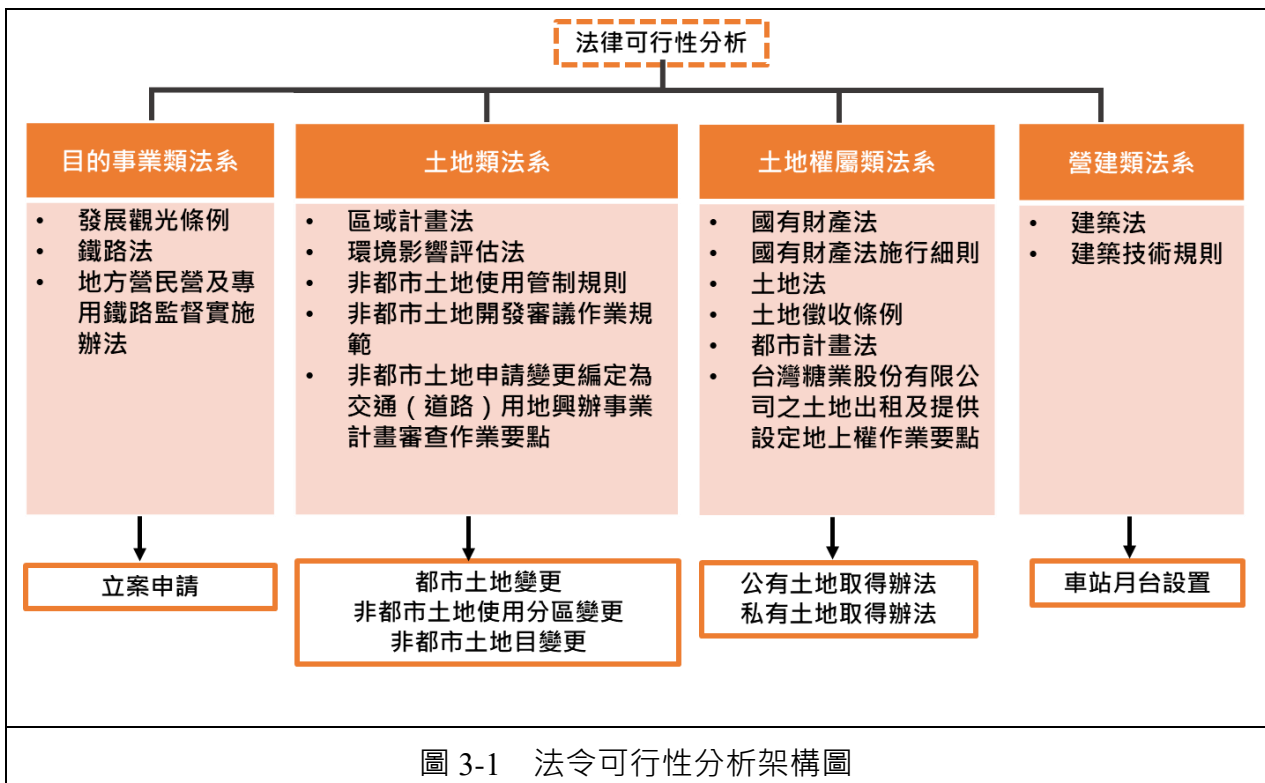 法律可行性分析
目的事業類法系
• 發展觀光條例
• 鐵路法
• 地方營民營及專
用鐵路監督實施
辦法
立案申請
土地類法系
• 區域計畫法
• 環境影響評估法
• 非都市土地使用管制規則
• 非都市土地開發審議作業規
範
• 非都市土地申請變更編定為
交通（道路）用地興辦事業
計畫審查作業要點
都市土地變更
非都市土地使用分區變更
非都市土地目變更
土地權屬類法系
• 國有財產法
• 國有財產法施行細則
• 土地法
• 土地徵收條例
• 都市計畫法
• 台灣糖業股份有限公
司之土地出租及提供
設定地上權作業要點
公有土地取得辦法
私有土地取得辦法
營建類法系
• 建築法
• 建築技術規則
車站月台設置
圖 3-1 法令可行性分析架構圖